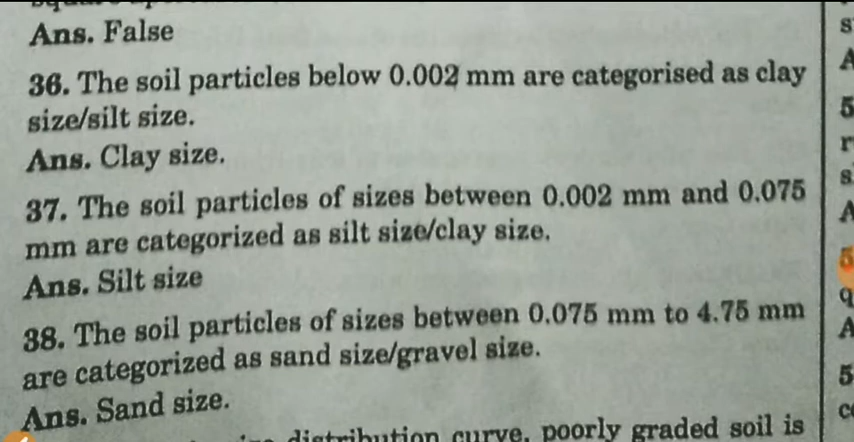 Ans. False
36. The soil particles below 0.002 mm are categorised as clay
size/silt size.
Ans. Clay size.
37. The soil particles of sizes between 0.002 mm and 0.075
mm are categorized as silt size/clay size.
Ans. Silt size
38. The soil particles of sizes between 0.075 mm to 4.75 mm
are categorized as sand size/gravel size.
Ans. Sand size.
distribution curve, poorly graded soil is
s
A
5
r
s
A
5
q
A
5
c